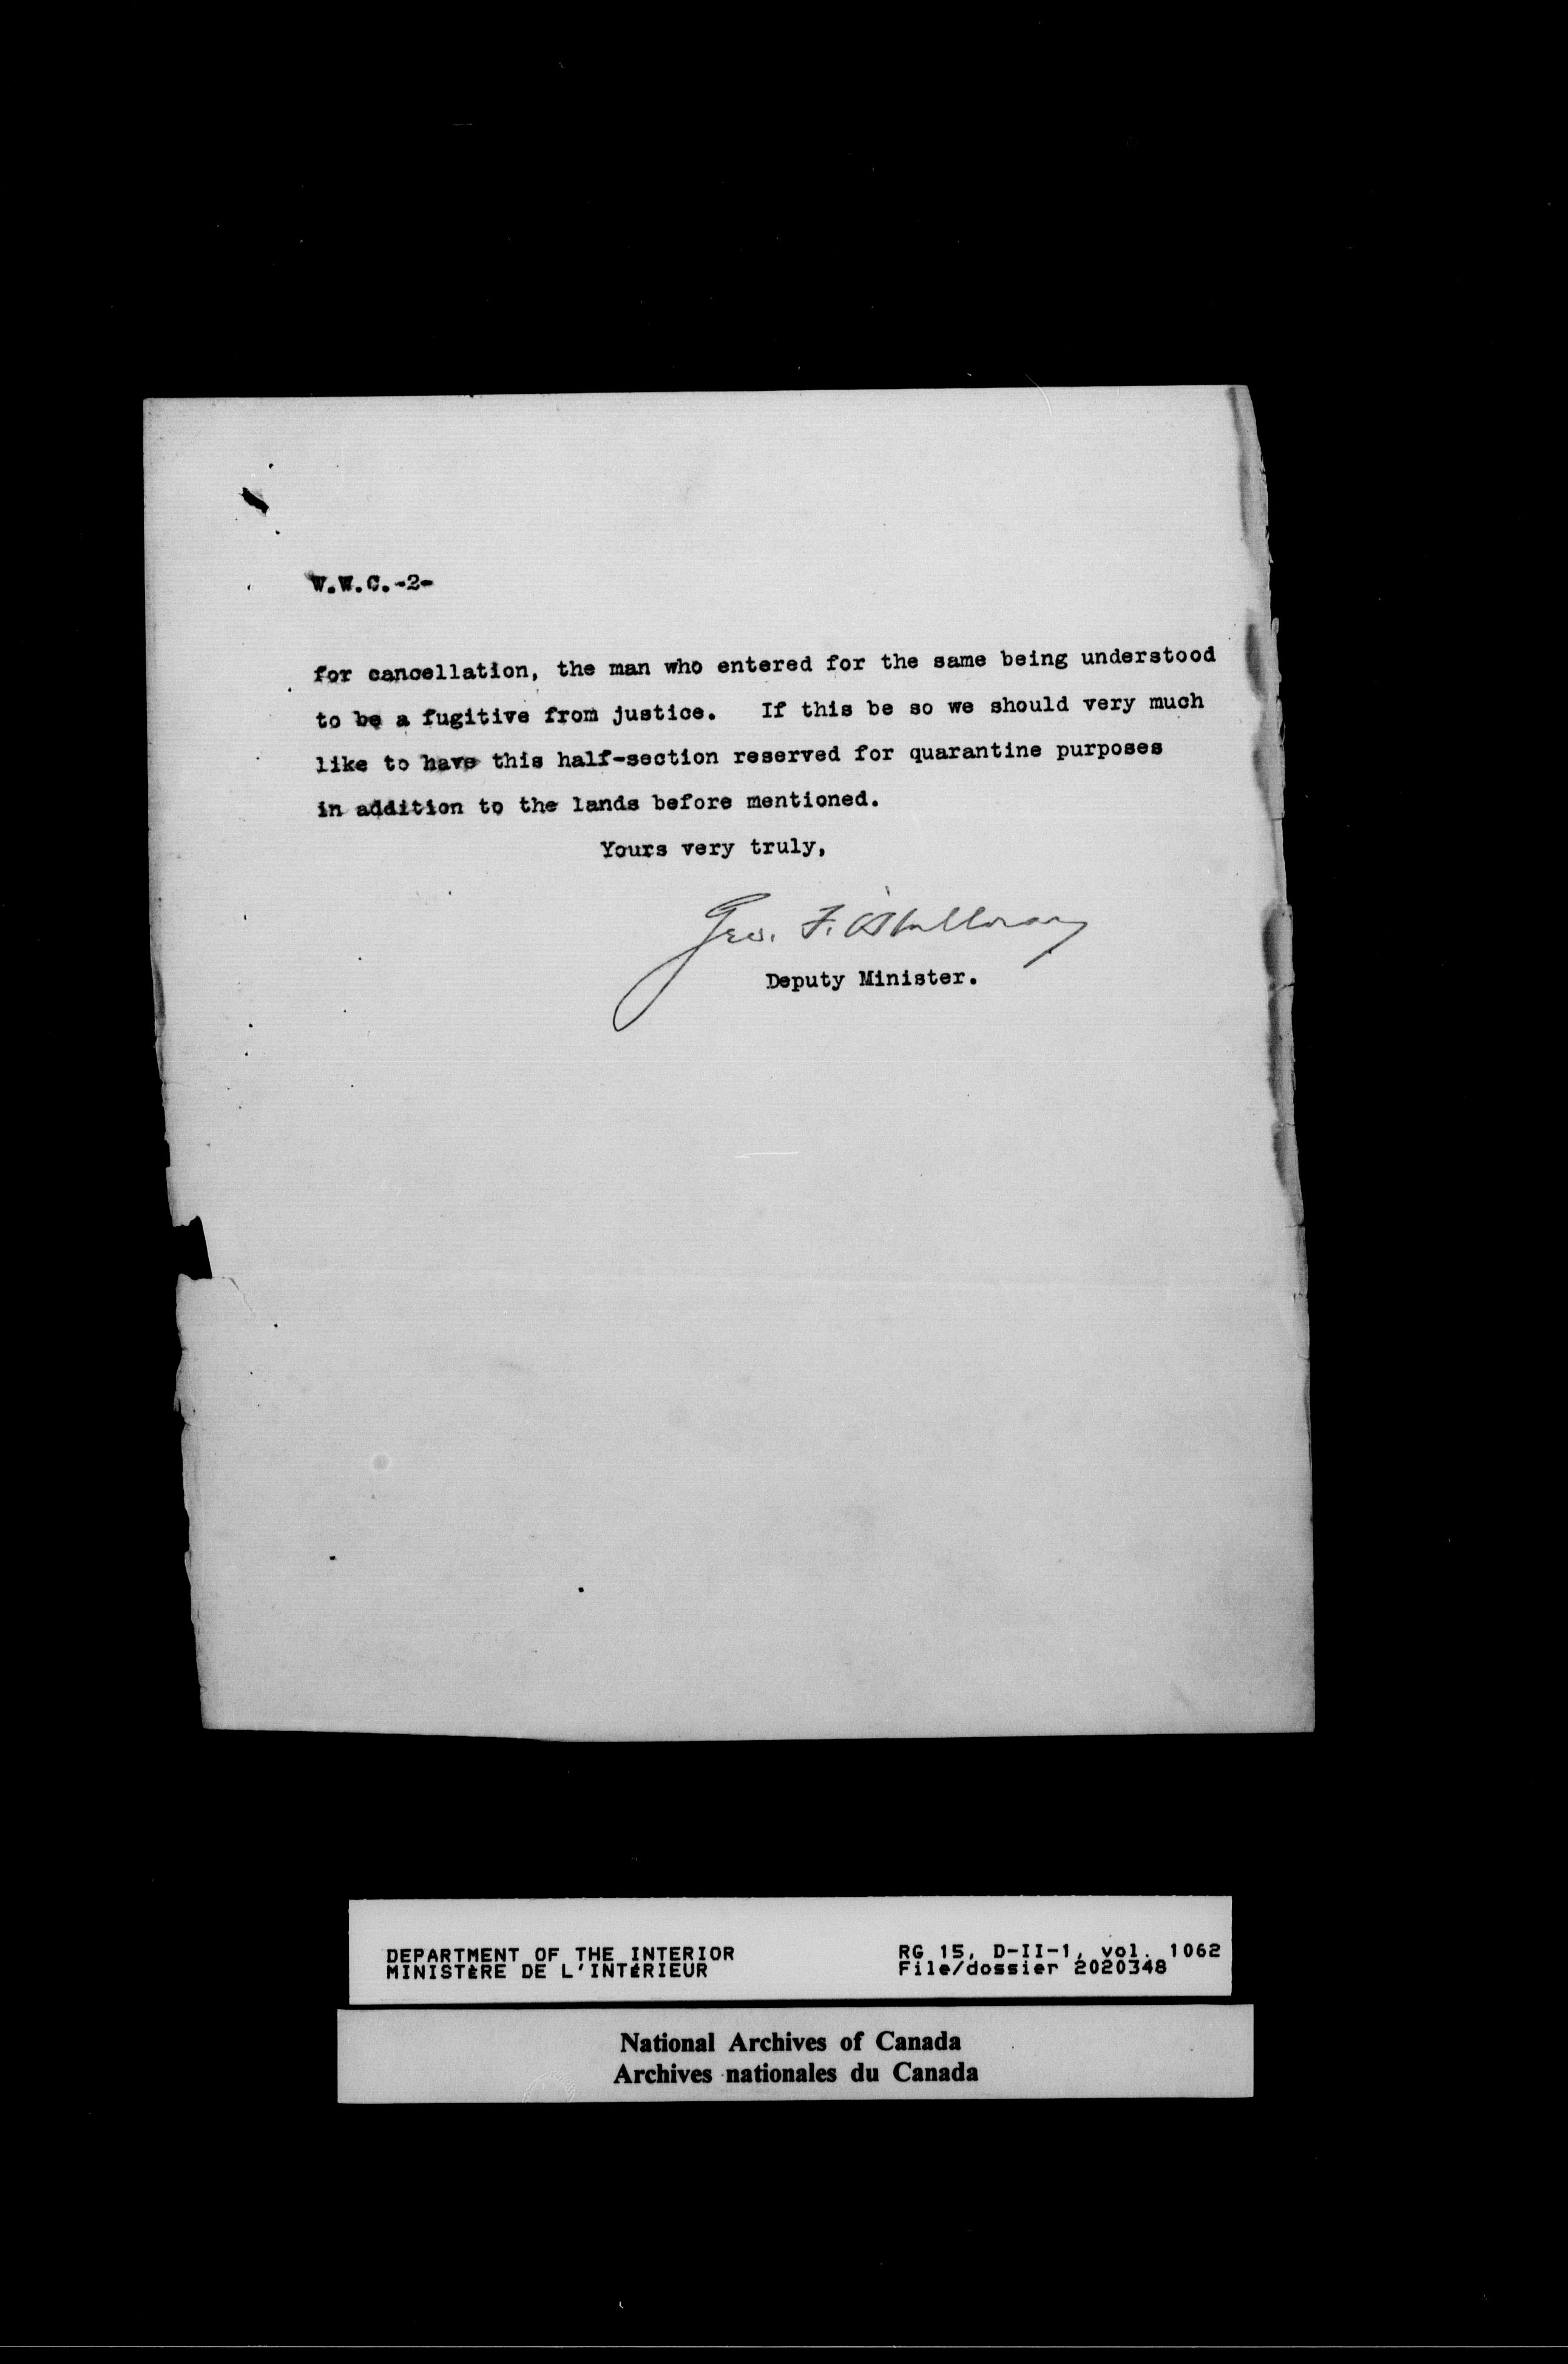 W.W.C.-2-
for cancellation, the man who entered for the same being understood
to be a fugitive from justice. If this be so we should very much
like to have this half-section reserved for quarantine purposes
in addition to the lands before mentioned.
Yours very truly,
Geo. F. O'Halloran
Deputy Minister.
DEPARTMENT OF THE INTERIOR
MINISTÈRE DE L'INTÉRIEUR
RG 15, D-II-1, vol. 1062
File/dossier 2020348
National Archives of Canada
Archives nationales du Canada